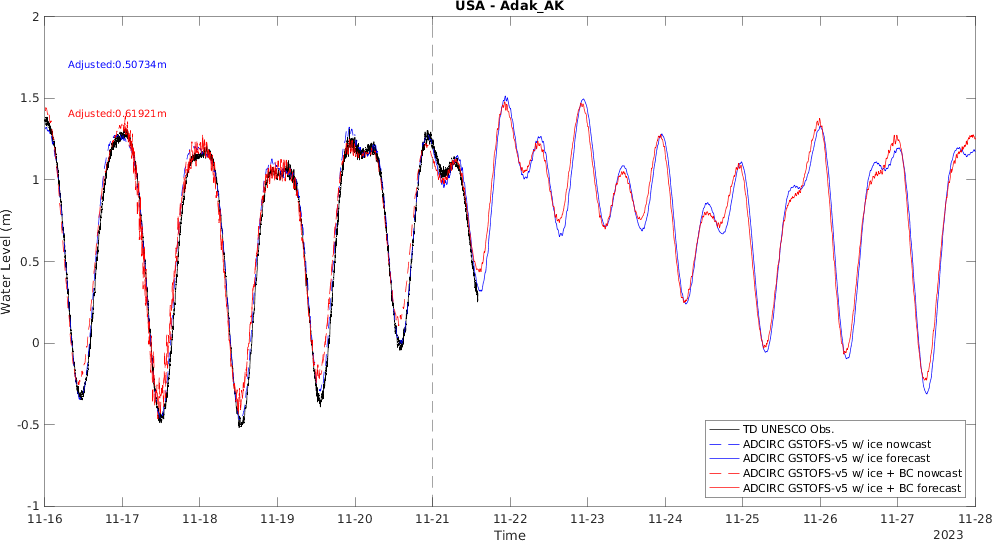 USA - Adak_AK
2
Adjusted:0.50734m
1.5
Adjusted:0.61921m
1
Water Level (m)
0.5
0
-0.5
TD UNESCO Obs.
ADCIRC GSTOFS-v5 w/ ice nowcast
ADCIRC GSTOFS-v5 w/ ice forecast
ADCIRC GSTOFS-v5 w/ ice + BC nowcast
ADCIRC GSTOFS-v5 w/ ice + BC forecast
-1
11-16 11-17 11-18 11-19 11-20 11-21 11-22 11-23 11-24 11-25 11-26 11-27 11-28
Time
2023